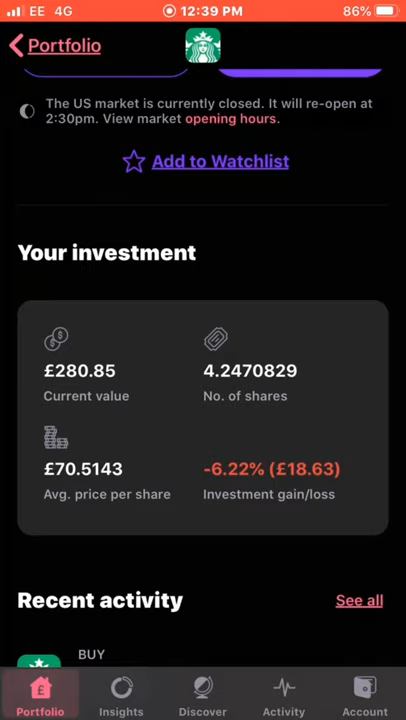 EE 4G 12:39 PM 86%
Portfolio
The US market is currently closed. It will re-open at
2:30pm. View market opening hours.
Add to Watchlist
Your investment
£280.85 4.2470829
Current value No. of shares
£70.5143 -6.22% (£18.63)
Avg. price per share Investment gain/loss
Recent activity See all
BUY
£
Portfolio Insights Discover Activity Account